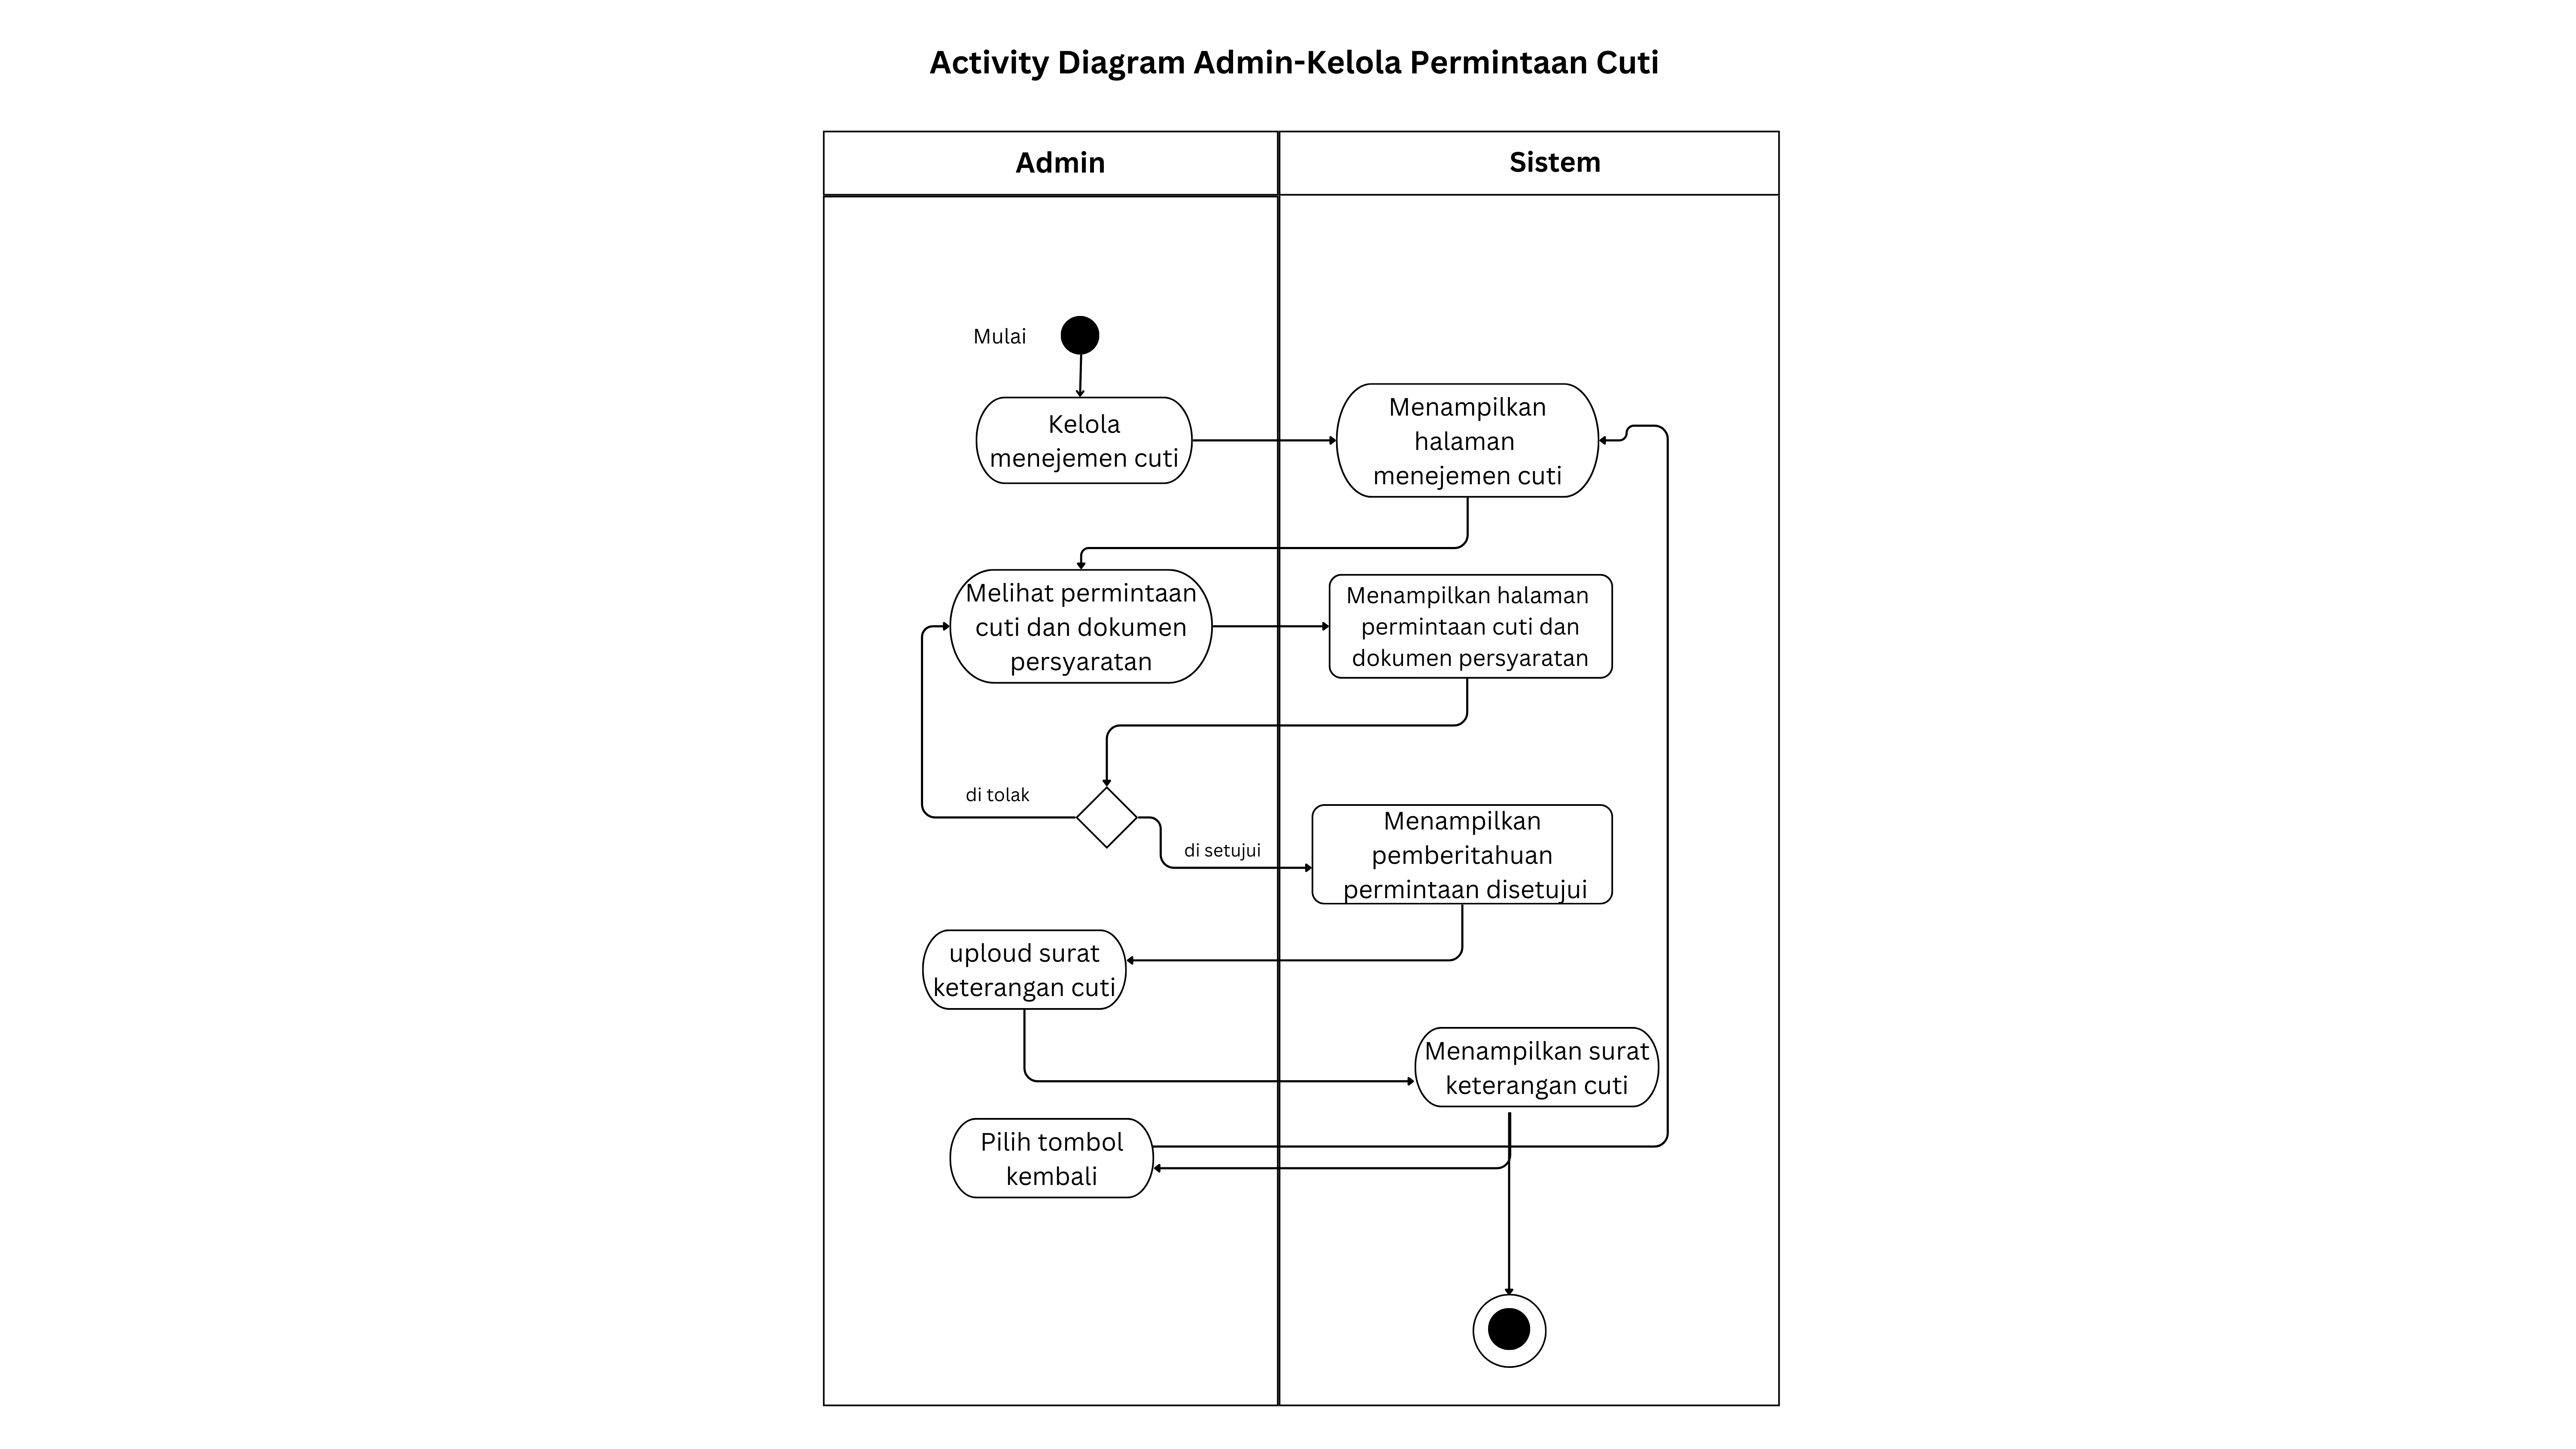 Activity Diagram Admin-Kelola Permintaan Cuti
Admin
Sistem
Mulai
Kelola
menejemen cuti
Menampilkan
halaman
menejemen cuti
Melihat permintaan
cuti dan dokumen
persyaratan
Menampilkan halaman
permintaan cuti dan
dokumen persyaratan
di tolak
di setujui
Menampilkan
pemberitahuan
permintaan disetujui
uploud surat
keterangan cuti
Menampilkan surat
keterangan cuti
Pilih tombol
kembali